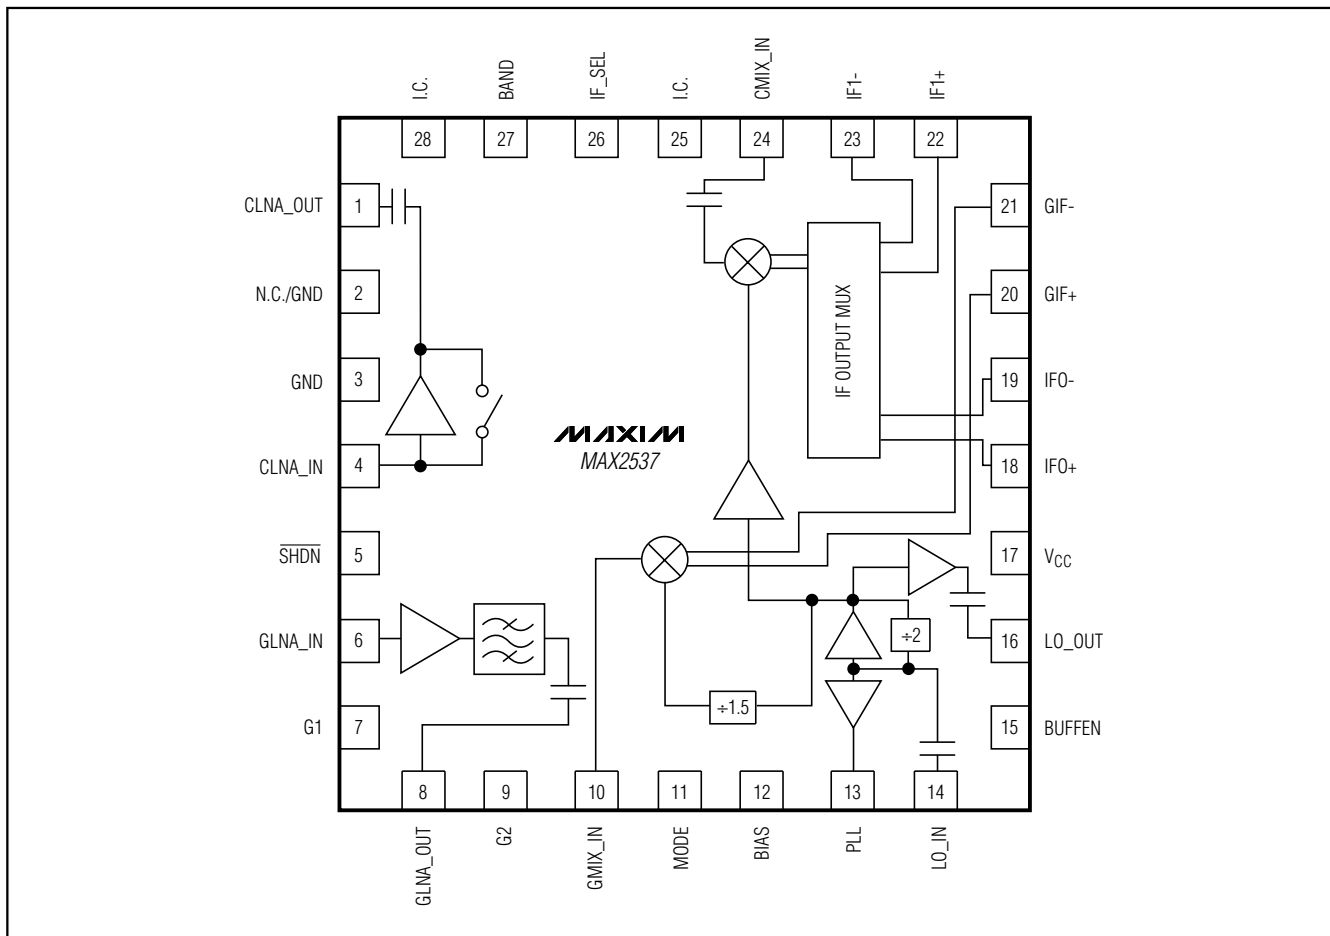 I.C.
BAND
IF_SEL
I.C.
CMIX_IN
IF1-
IF1+
28
27
26
25
24
23
22
CLNA_OUT
1
21
GIF-
N.C./GND
2
20
GIF+
IF OUTPUT MUX
GND
3
19
IF0-
MAXIM
MAX2537
CLNA_IN
4
18
IF0+
SHDN
5
17
VCC
GLNA_IN
6
÷2
16
LO_OUT
÷1.5
G1
7
15
BUFFEN
8
9
10
11
12
13
14
GLNA_OUT
G2
GMIX_IN
MODE
BIAS
PLL
LO_IN